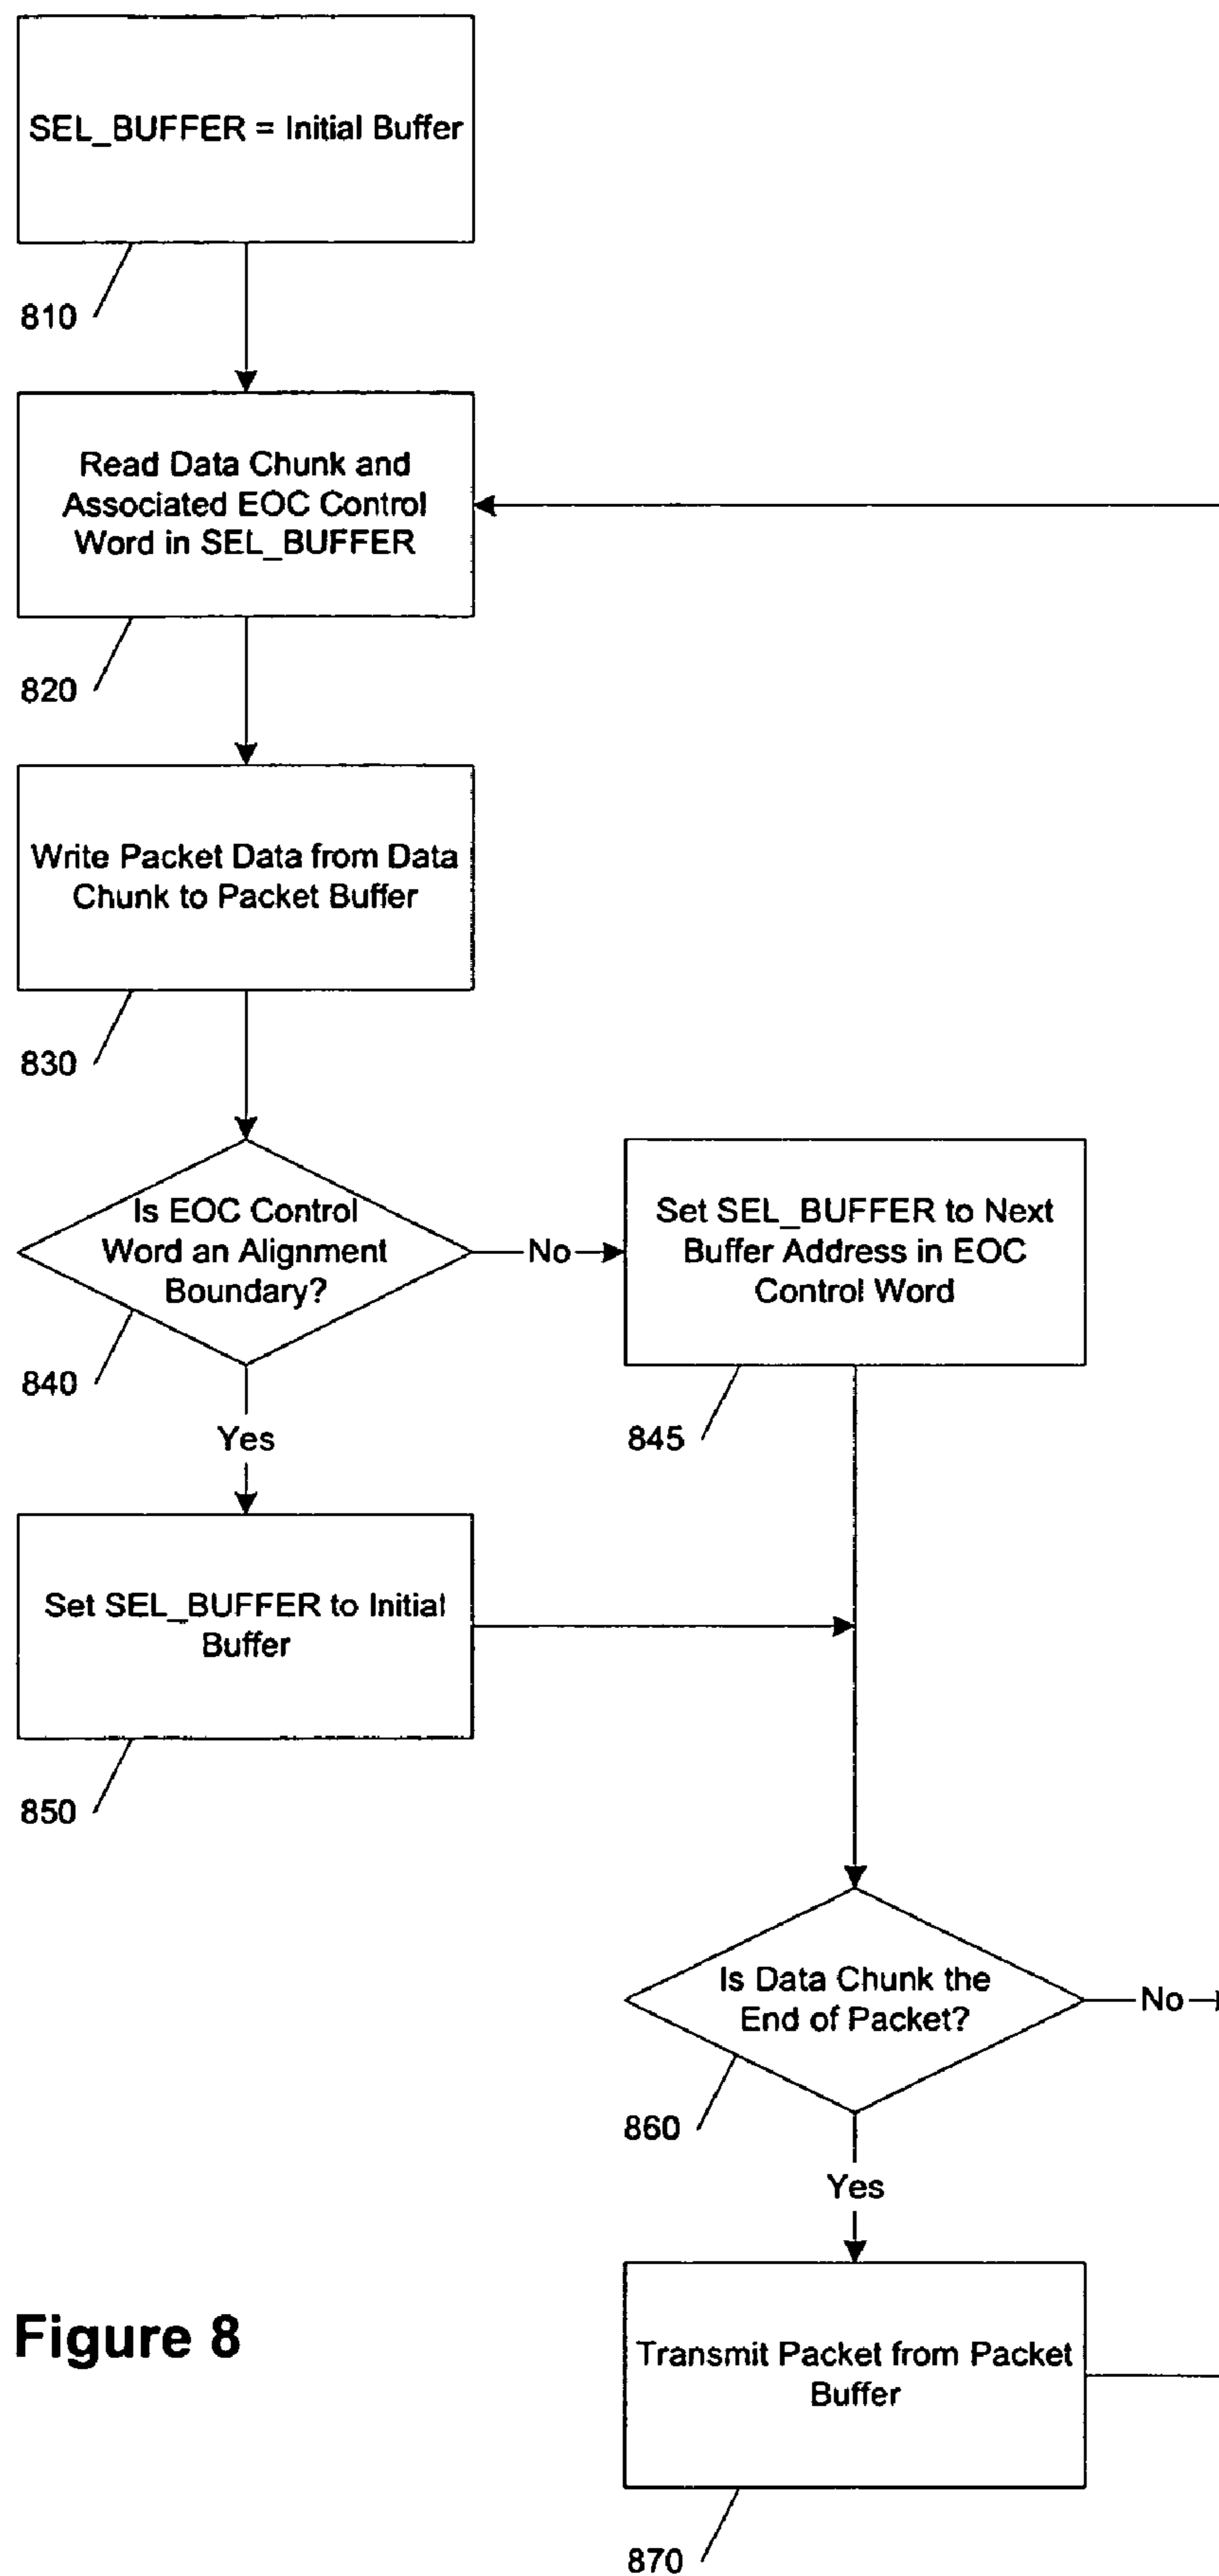 SEL_BUFFER = Initial Buffer
810
Read Data Chunk and
Associated EOC Control
Word in SEL_BUFFER
820
Write Packet Data from Data
Chunk to Packet Buffer
830
Is EOC Control
Word an Alignment
Boundary?
No
Set SEL_BUFFER to Next
Buffer Address in EOC
Control Word
840
845
Yes
Set SEL_BUFFER to Initial
Buffer
850
Is Data Chunk the
End of Packet?
No
860
Yes
Transmit Packet from Packet
Buffer
870
Figure 8